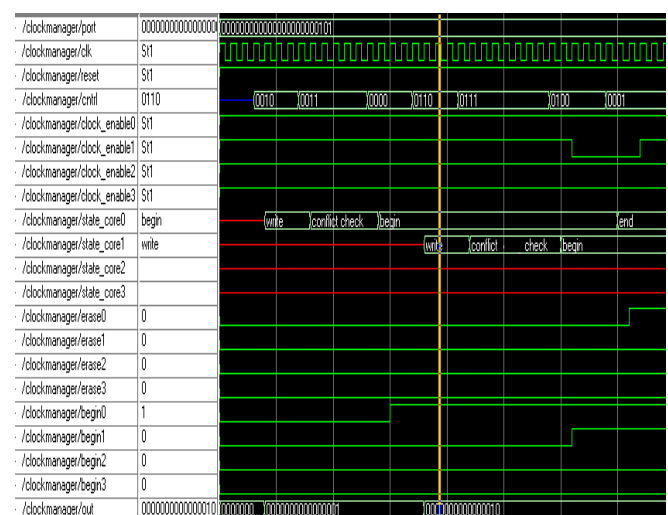 /clockmanager/port 0000000000000000 0000000000000000000000101
/clockmanager/clk St1
/clockmanager/reset St1
/clockmanager/cntrl 0110 0010 0011 0000 0110 0111 0100 0001
/clockmanager/clock_enable0 St1
/clockmanager/clock_enable1 St1
/clockmanager/clock_enable2 St1
/clockmanager/clock_enable3 St1
/clockmanager/state_core0 begin write conflict check begin end
/clockmanager/state_core1 write write conflict check begin
/clockmanager/state_core2
/clockmanager/state_core3
/clockmanager/erase0 0
/clockmanager/erase1 0
/clockmanager/erase2 0
/clockmanager/erase3 0
/clockmanager/begin0 1
/clockmanager/begin1 0
/clockmanager/begin2 0
/clockmanager/begin3 0
/clockmanager/out 0000000000000010 0000000 0000000000000001